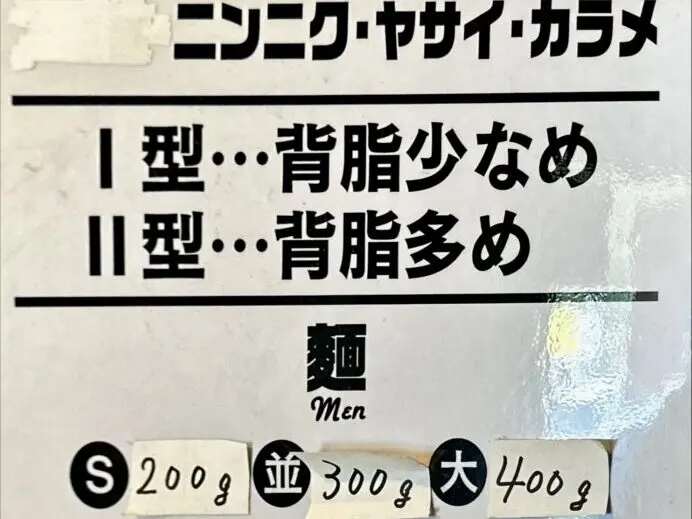 ニンニク・ヤサイ・カラメ
Ⅰ型…背脂少なめ
Ⅱ型…背脂多め
麵
Men
S 200g 並 300g 大 400g